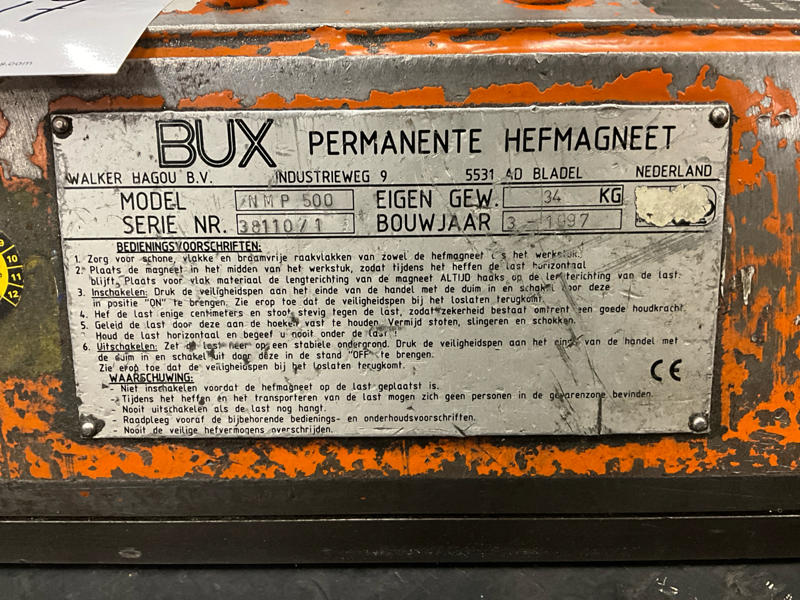 BUX PERMANENTE HEFMAGNEET
WALKER HAGOU B.V. INDUSTRIEWEG 9 5531 AD BLADEL NEDERLAND
MODEL NMP 500 EIGEN GEW. 34 KG
SERIE NR. 38110/1 BOUWJAAR 3-1997
BEDIENINGSVOORSCHRIFTEN:
1. Zorg voor schone, vlakke en braamvrije raakvlakken van zowel de hefmagneet als het werkstuk.
2. Plaats de magneet in het midden van het werkstuk, zodat tijdens het heffen de last horizontaal
blijft. Plaats voor vlak materiaal de lengterichting van de magneet ALTIJD haaks op de lengterichting van de last.
3. Inschakelen: Druk de veiligheidspen aan het einde van de handel met de duim in en schakel door deze
in positie "ON" te brengen. Zie erop toe dat de veiligheidspen bij het loslaten terugkomt.
4. Hef de last enige centimeters en stoot stevig tegen de last, zodat zekerheid bestaat omtrent een goede houdkracht.
5. Geleid de last door deze aan de hoeken vast te houden. Vermijd stoten, slingeren en schokken.
Houd de last horizontaal en begeef u nooit onder de last.
6. Uitschakelen: Zet de last neer op een stabiele ondergrond. Druk de veiligheidspen aan het einde van de handel met
de duim in en schakel uit door deze in de stand "OFF" te brengen.
Zie erop toe dat de veiligheidspen bij het loslaten terugkomt.
CE
WAARSCHUWING:
- Niet inschakelen voordat de hefmagneet op de last geplaatst is.
- Tijdens het heffen en het transporteren van de last mogen zich geen personen in de gevarenzone bevinden.
- Nooit uitschakelen als de last nog hangt.
- Raadpleeg vooraf de bijbehorende bedienings- en onderhoudsvoorschriften.
- Nooit de veilige hefvermogens overschrijden.
9
10
11
12